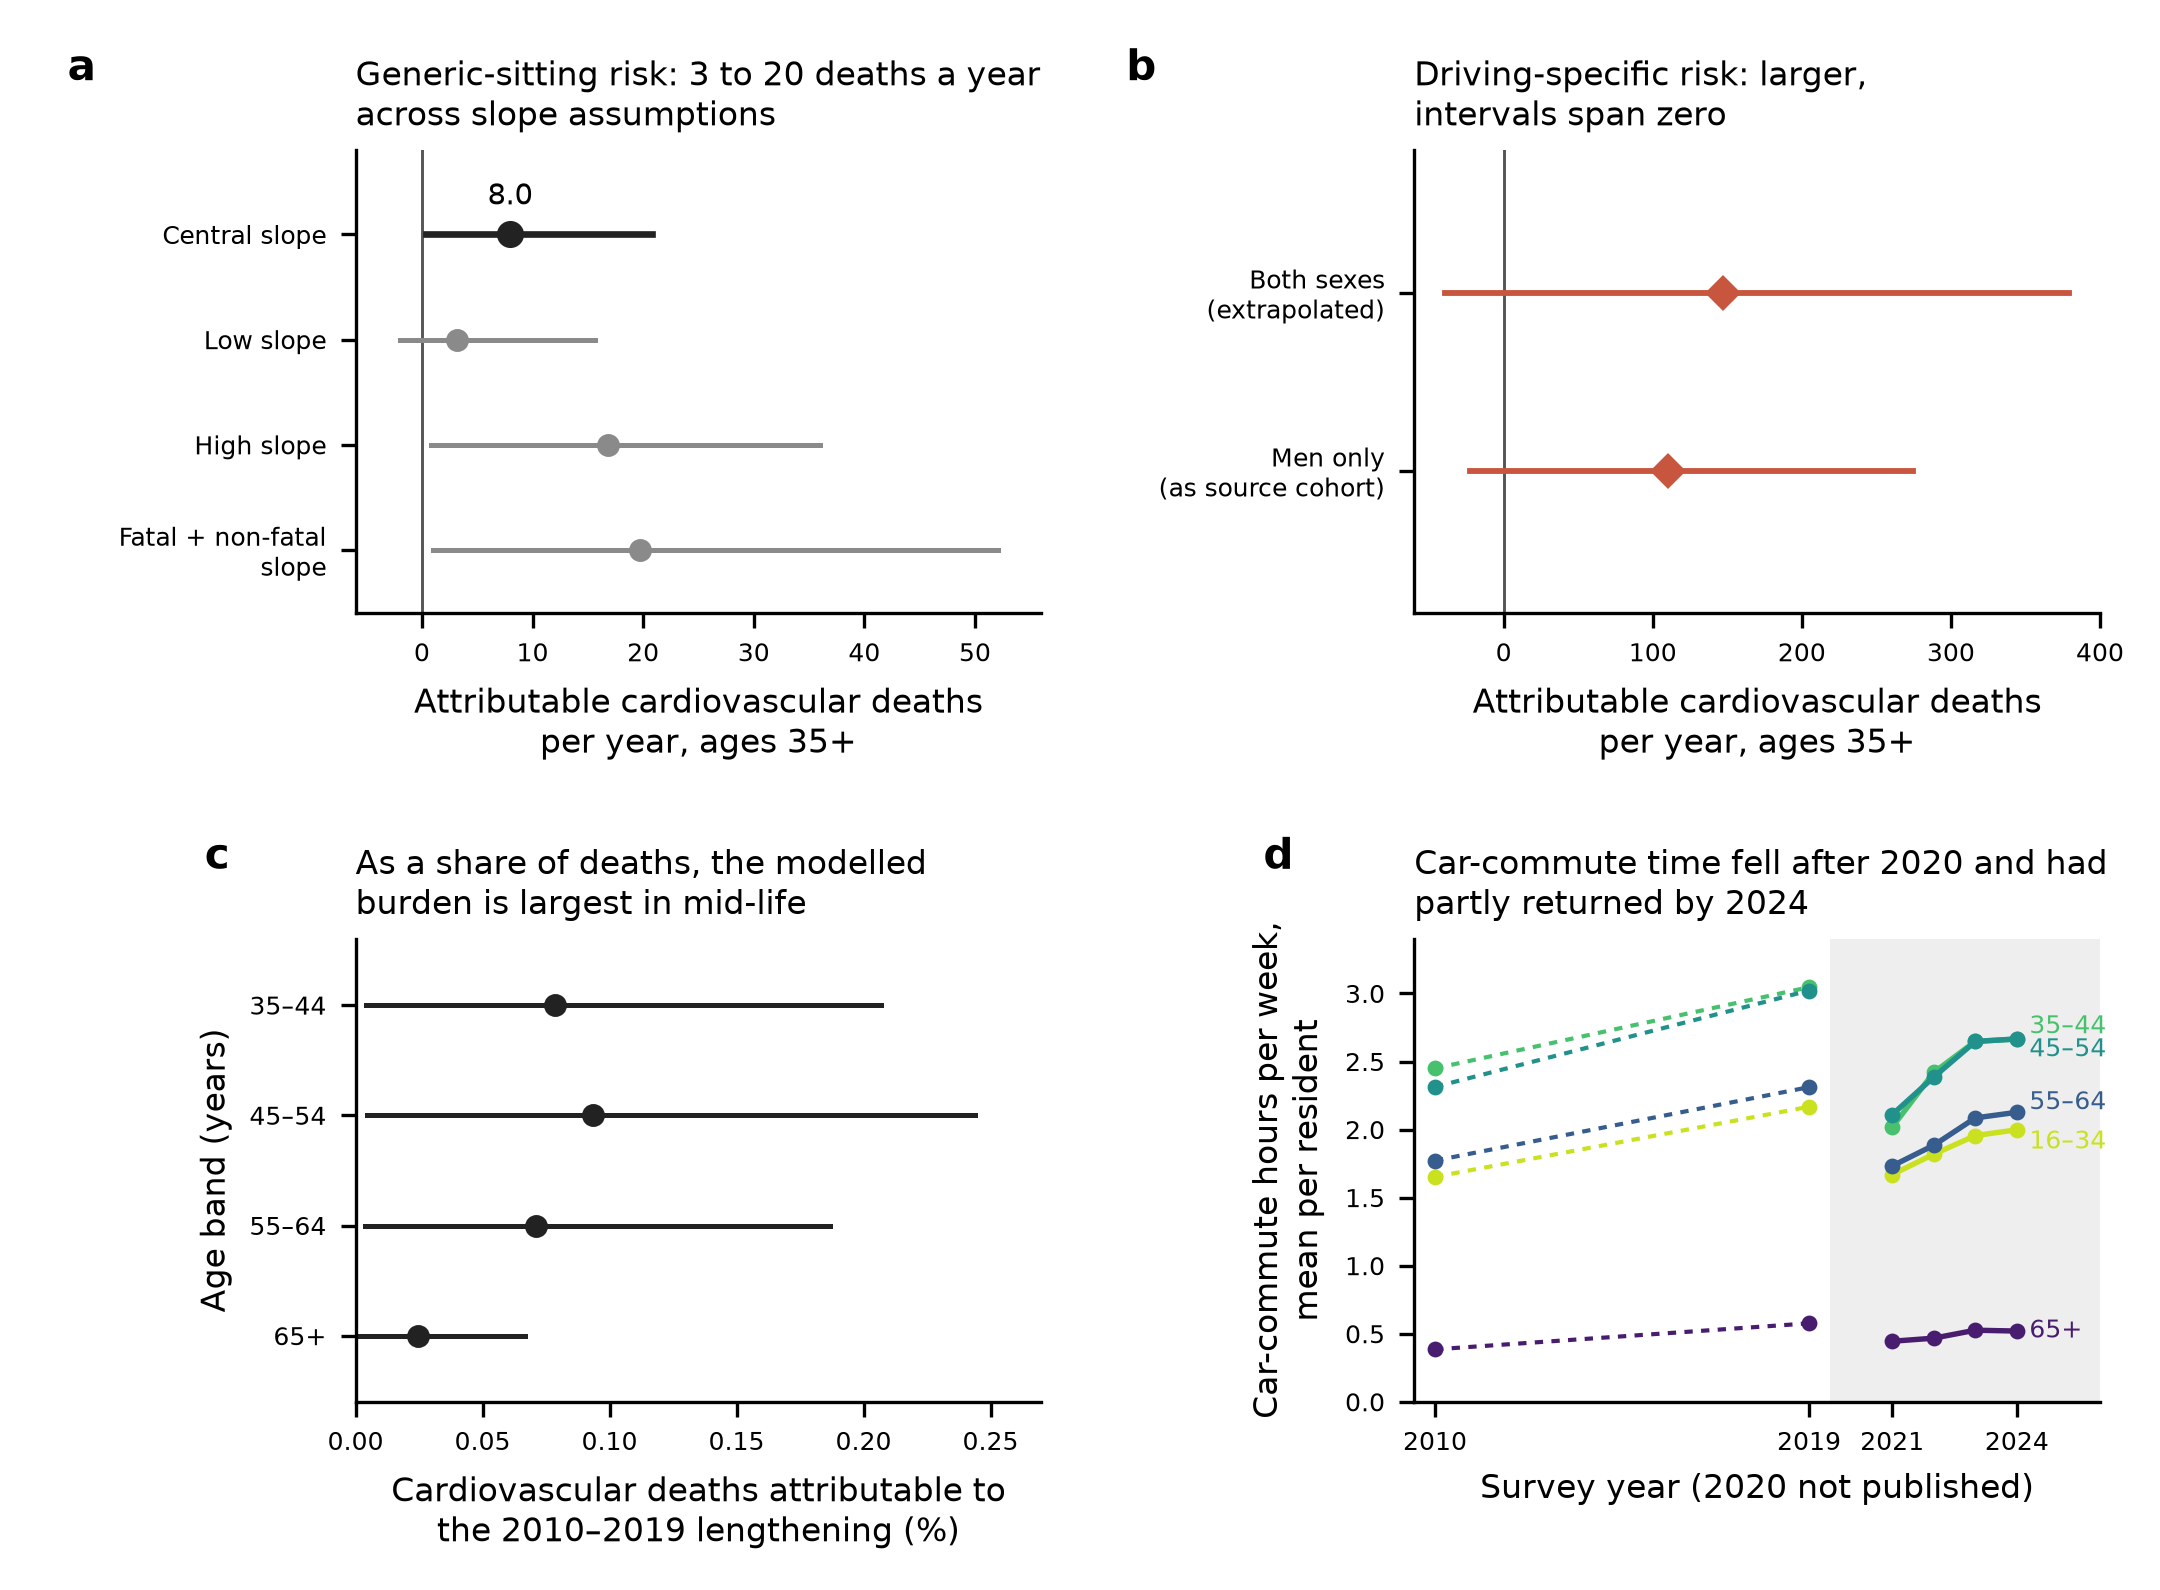 a
Generic-sitting risk: 3 to 20 deaths a year
across slope assumptions
8.0
Central slope
Low slope
High slope
Fatal + non-fatal
slope
0 10 20 30 40 50
Attributable cardiovascular deaths
per year, ages 35+
b
Driving-specific risk: larger,
intervals span zero
Both sexes
(extrapolated)
Men only
(as source cohort)
0 100 200 300 400
Attributable cardiovascular deaths
per year, ages 35+
c
As a share of deaths, the modelled
burden is largest in mid-life
Age band (years)
35–44
45–54
55–64
65+
0.00 0.05 0.10 0.15 0.20 0.25
Cardiovascular deaths attributable to
the 2010–2019 lengthening (%)
d
Car-commute time fell after 2020 and had
partly returned by 2024
Car-commute hours per week,
mean per resident
3.0
2.5
2.0
1.5
1.0
0.5
0.0
35–44
45–54
55–64
16–34
65+
2010 2019 2021 2024
Survey year (2020 not published)